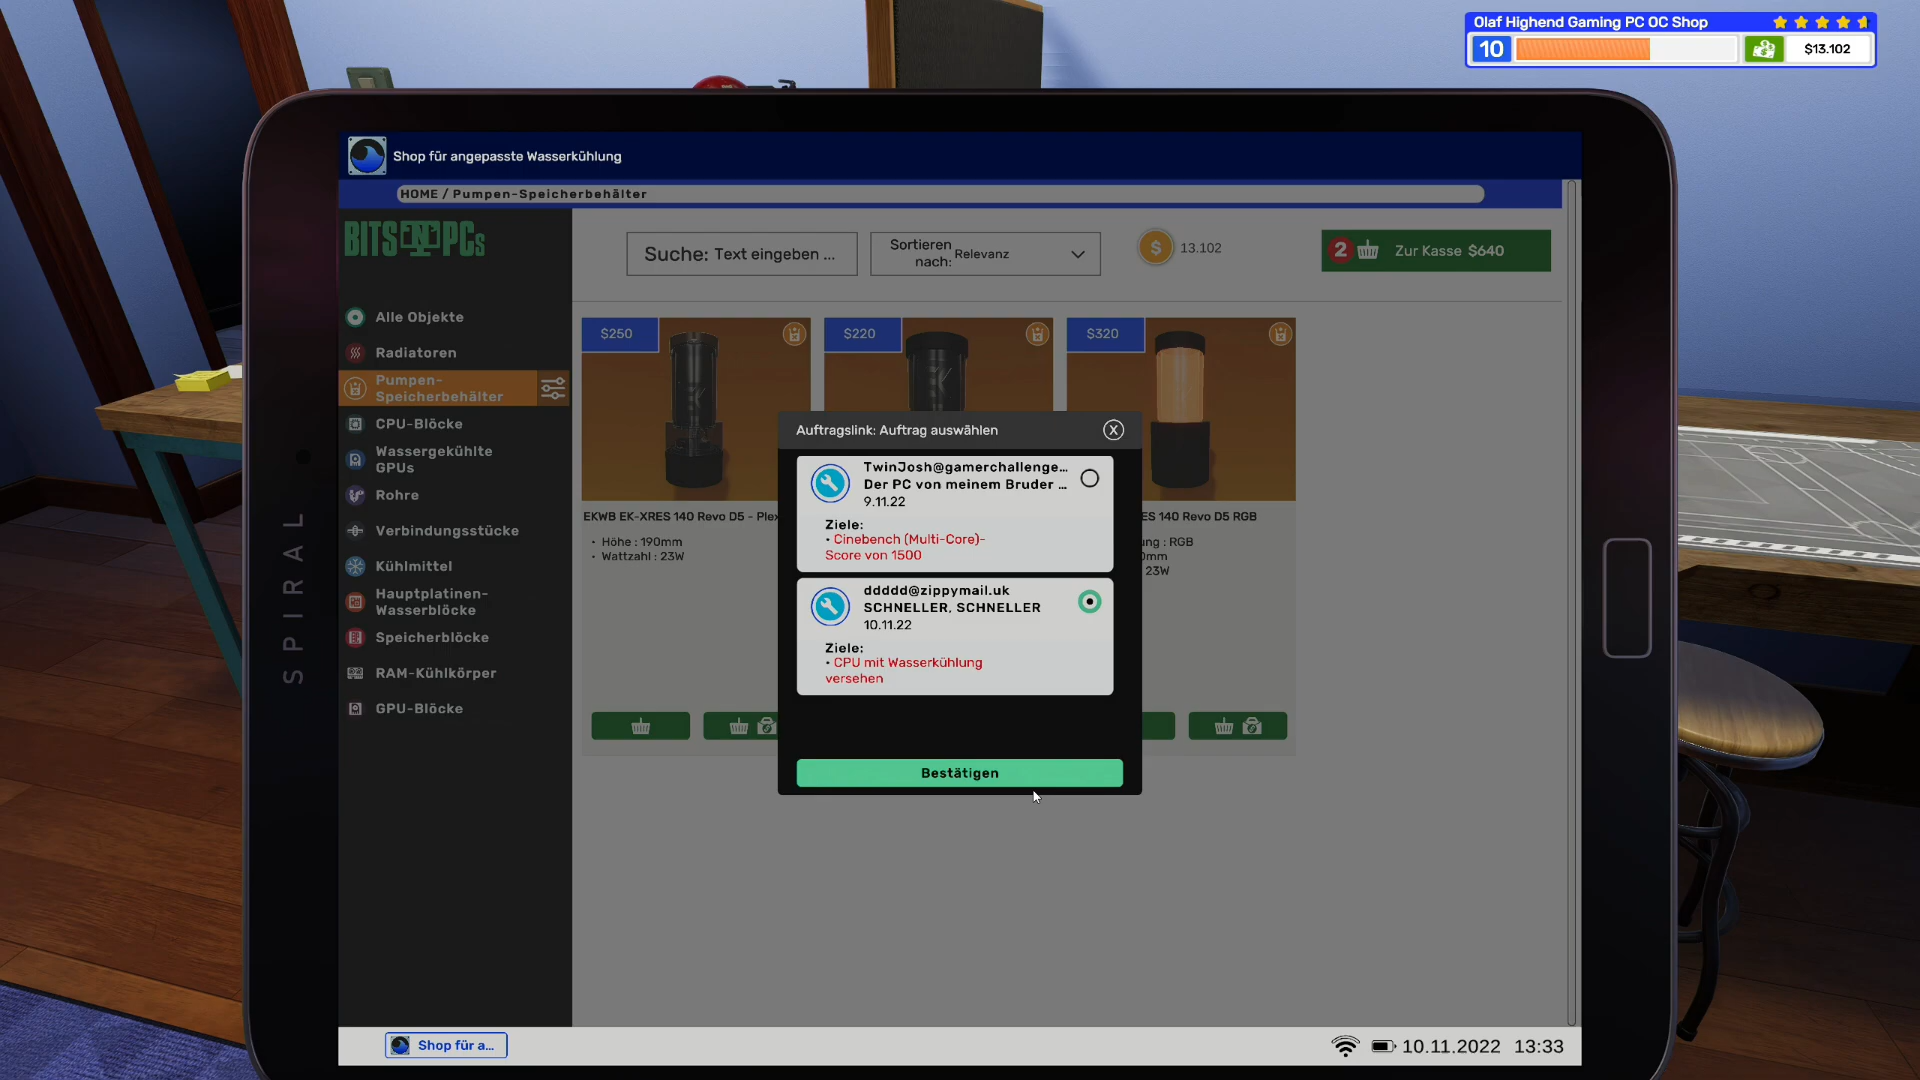 Olaf Highend Gaming PC OC Shop
10
$13.102
Shop für angepasste Wasserkühlung
HOME / Pumpen-Speicherbehälter
BITS N PCs
Suche: Text eingeben ...
Sortieren nach: Relevanz
$ 13.102
2 Zur Kasse $640
Alle Objekte
Radiatoren
Pumpen-
Speicherbehälter
CPU-Blöcke
Wassergekühlte
GPUs
Rohre
Verbindungsstücke
Kühlmittel
Hauptplatinen-
Wasserblöcke
Speicherblöcke
RAM-Kühlkörper
GPU-Blöcke
$250
$220
$320
EKWB EK-XRES 140 Revo D5 - Plex
• Höhe : 190mm
• Wattzahl : 23W
ES 140 Revo D5 RGB
ung : RGB
0mm
23W
Auftragslink: Auftrag auswählen
X
TwinJosh@gamerchallenge...
Der PC von meinem Bruder ...
9.11.22
Ziele:
• Cinebench (Multi-Core)-
Score von 1500
ddddd@zippymail.uk
SCHNELLER, SCHNELLER
10.11.22
Ziele:
• CPU mit Wasserkühlung
versehen
Bestätigen
SPIRAL
Shop für a...
10.11.2022 13:33